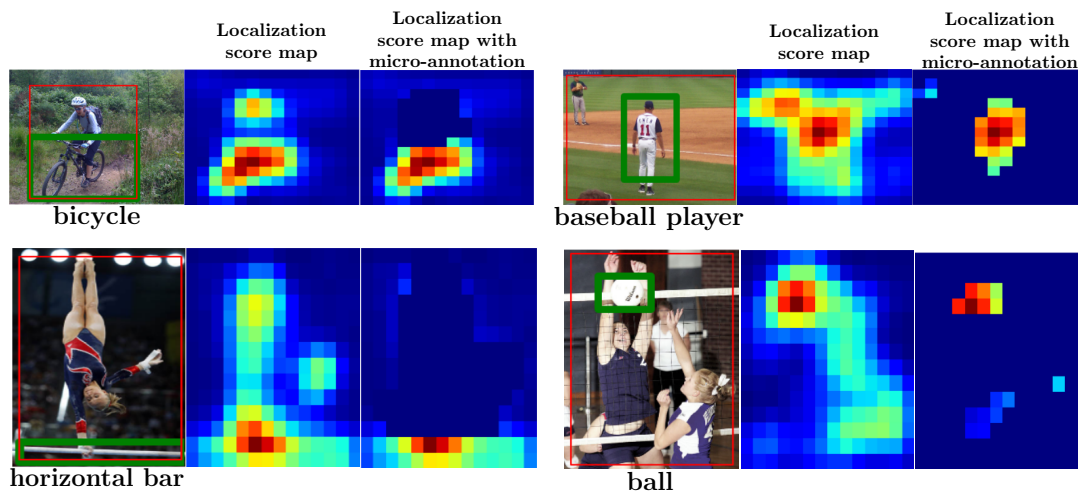 Localization
score map
Localization
score map with
micro-annotation
Localization
score map
Localization
score map with
micro-annotation
11
bicycle
baseball player
horizontal bar
ball